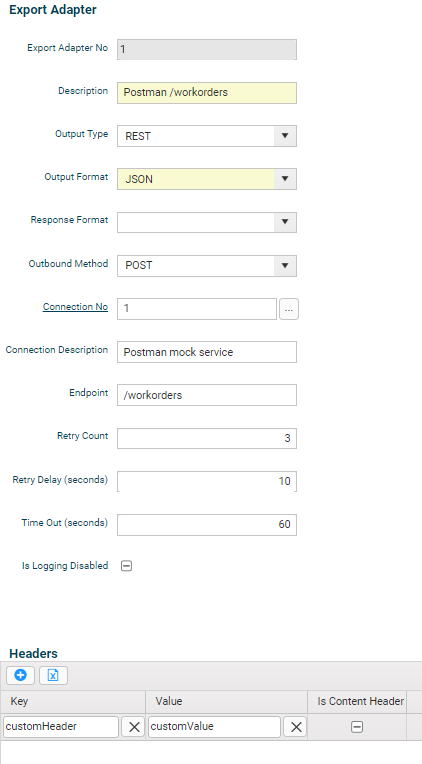 Export Adapter
Export Adapter No 1
Description Postman /workorders
Output Type REST
Output Format JSON
Response Format
Outbound Method POST
Connection No 1 ...
Connection Description Postman mock service
Endpoint /workorders
Retry Count 3
Retry Delay (seconds) 10
Time Out (seconds) 60
Is Logging Disabled
Headers
Key Value Is Content Header
customHeader customValue